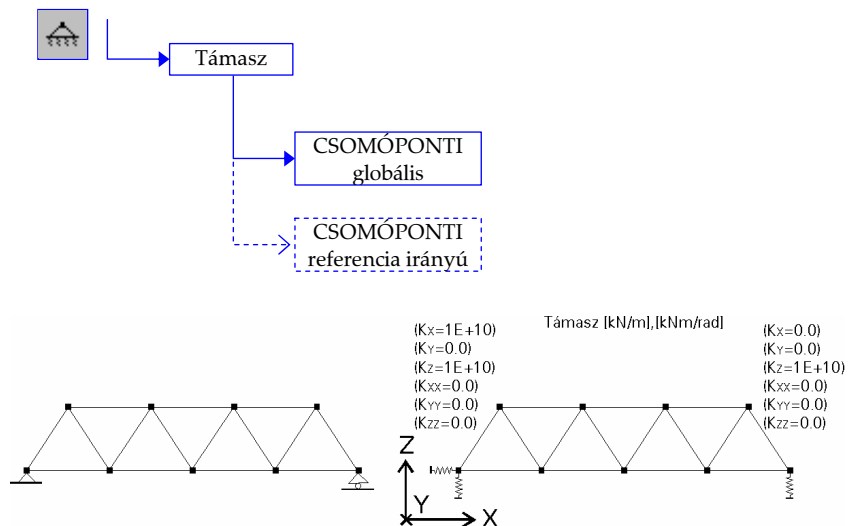 Támasz
CSOMÓPONTI
globális
CSOMÓPONTI
referencia irányú
Támasz [kN/m],[kNm/rad]
(Kx=1E+10)
(KY=0.0)
(Kz=1E+10)
(Kxx=0.0)
(KYY=0.0)
(Kzz=0.0)
(Kx=0.0)
(KY=0.0)
(Kz=1E+10)
(Kxx=0.0)
(KYY=0.0)
(Kzz=0.0)
Z
Y
X